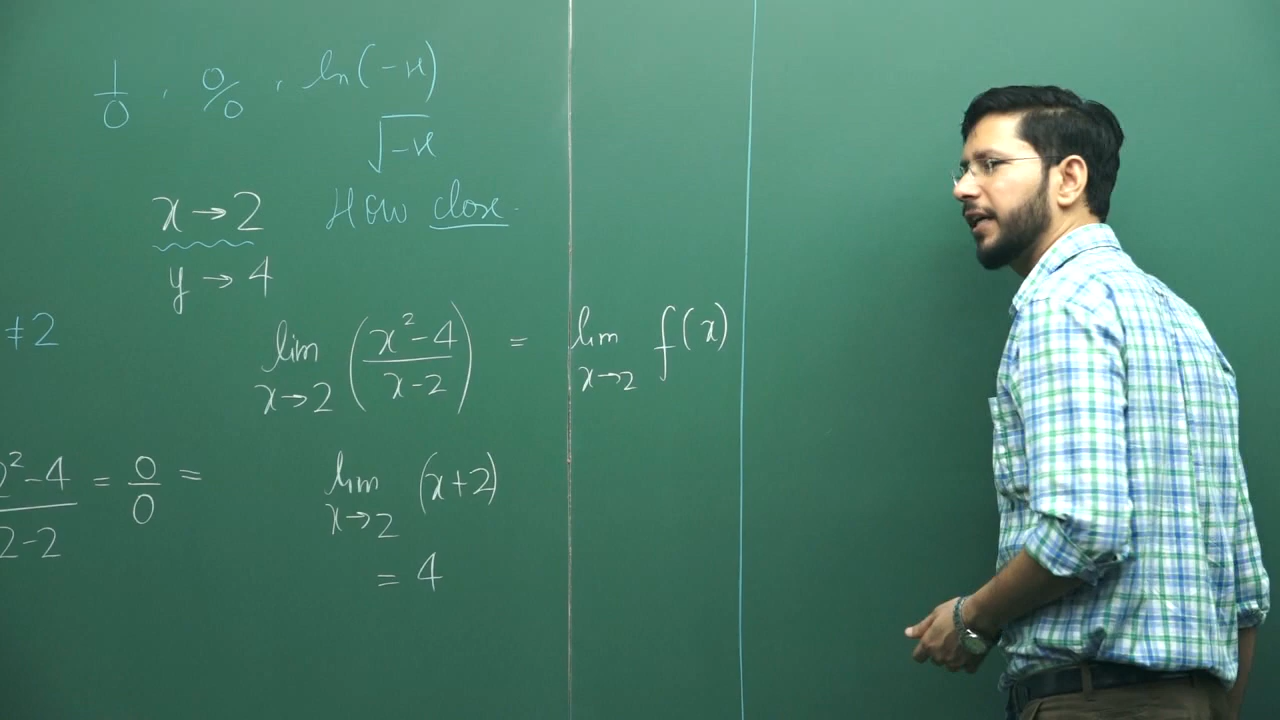 1/0 , 0/0 , ln(-x)
√-x
x→2 How close.
y→4
≠2
lim x→2 ((x²-4)/(x-2)) = lim x→2 f(x)
2²-4 / 2-2 = 0/0 = lim x→2 (x+2)
= 4